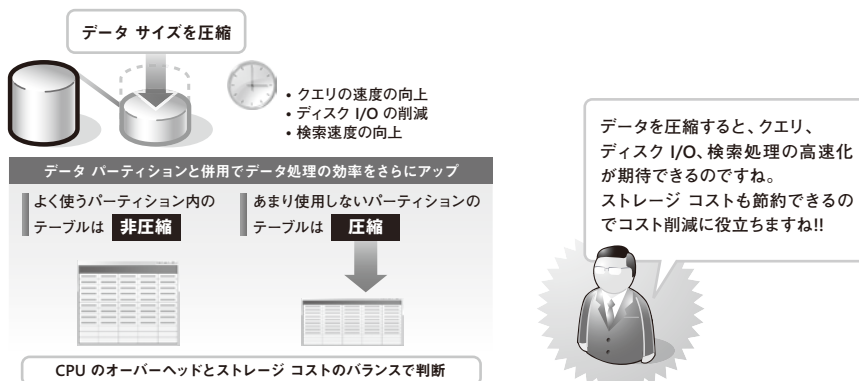 データ サイズを圧縮
• クエリの速度の向上
• ディスク I/O の削減
• 検索速度の向上
データ パーティションと併用でデータ処理の効率をさらにアップ
よく使うパーティション内の
テーブルは 非圧縮
あまり使用しないパーティションの
テーブルは 圧縮
CPU のオーバーヘッドとストレージ コストのバランスで判断
データを圧縮すると、クエリ、
ディスク I/O、検索処理の高速化
が期待できるのですね。
ストレージ コストも節約できるの
でコスト削減に役立ちますね!!